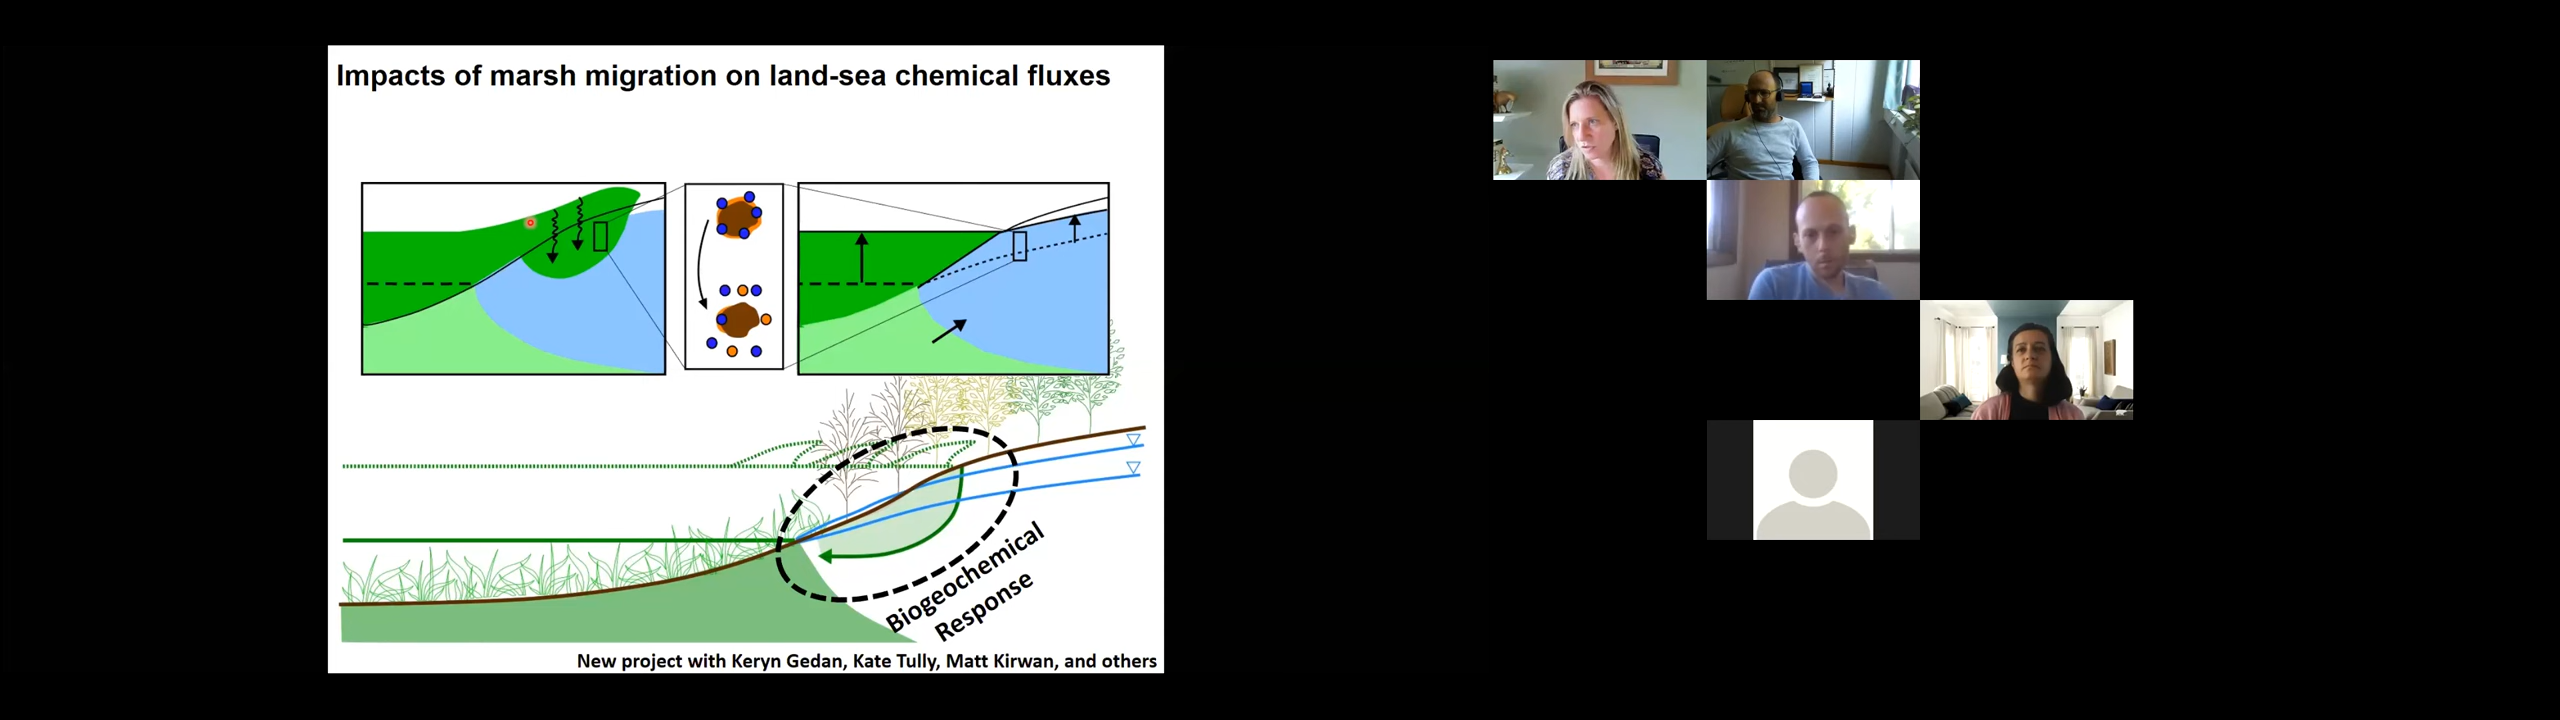 Impacts of marsh migration on land-sea chemical fluxes
Biogeochemical
Response
New project with Keryn Gedan, Kate Tully, Matt Kirwan, and others